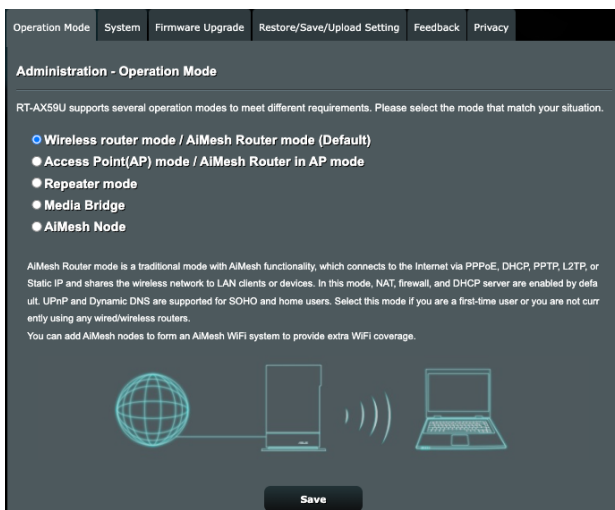 Operation Mode System Firmware Upgrade Restore/Save/Upload Setting Feedback Privacy
Administration - Operation Mode
RT-AX59U supports several operation modes to meet different requirements. Please select the mode that match your situation.
Wireless router mode / AiMesh Router mode (Default)
Access Point(AP) mode / AiMesh Router in AP mode
Repeater mode
Media Bridge
AiMesh Node
AiMesh Router mode is a traditional mode with AiMesh functionality, which connects to the Internet via PPPoE, DHCP, PPTP, L2TP, or
Static IP and shares the wireless network to LAN clients or devices. In this mode, NAT, firewall, and DHCP server are enabled by defa
ult. UPnP and Dynamic DNS are supported for SOHO and home users. Select this mode if you are a first-time user or you are not curr
ently using any wired/wireless routers.
You can add AiMesh nodes to form an AiMesh WiFi system to provide extra WiFi coverage.
Save